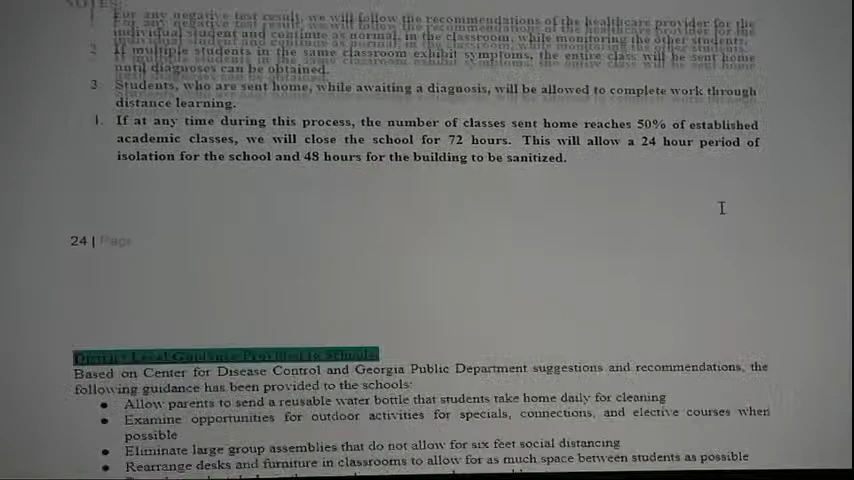 NOTES:
1 For any negative test result, we will follow the recommendations of the healthcare provider for the
individual student and continue as normal, in the classroom, while monitoring the other students.
2 If multiple students in the same classroom exhibit symptoms, the entire class will be sent home
until diagnoses can be obtained.
3. Students, who are sent home, while awaiting a diagnosis, will be allowed to complete work through
distance learning.
1. If at any time during this process, the number of classes sent home reaches 50% of established
academic classes, we will close the school for 72 hours. This will allow a 24 hour period of
isolation for the school and 48 hours for the building to be sanitized.
24 | Page
District Local Guidance Provided to Schools
Based on Center for Disease Control and Georgia Public Department suggestions and recommendations, the
following guidance has been provided to the schools:
● Allow parents to send a reusable water bottle that students take home daily for cleaning
● Examine opportunities for outdoor activities for specials, connections, and elective courses when
possible
● Eliminate large group assemblies that do not allow for six feet social distancing
● Rearrange desks and furniture in classrooms to allow for as much space between students as possible